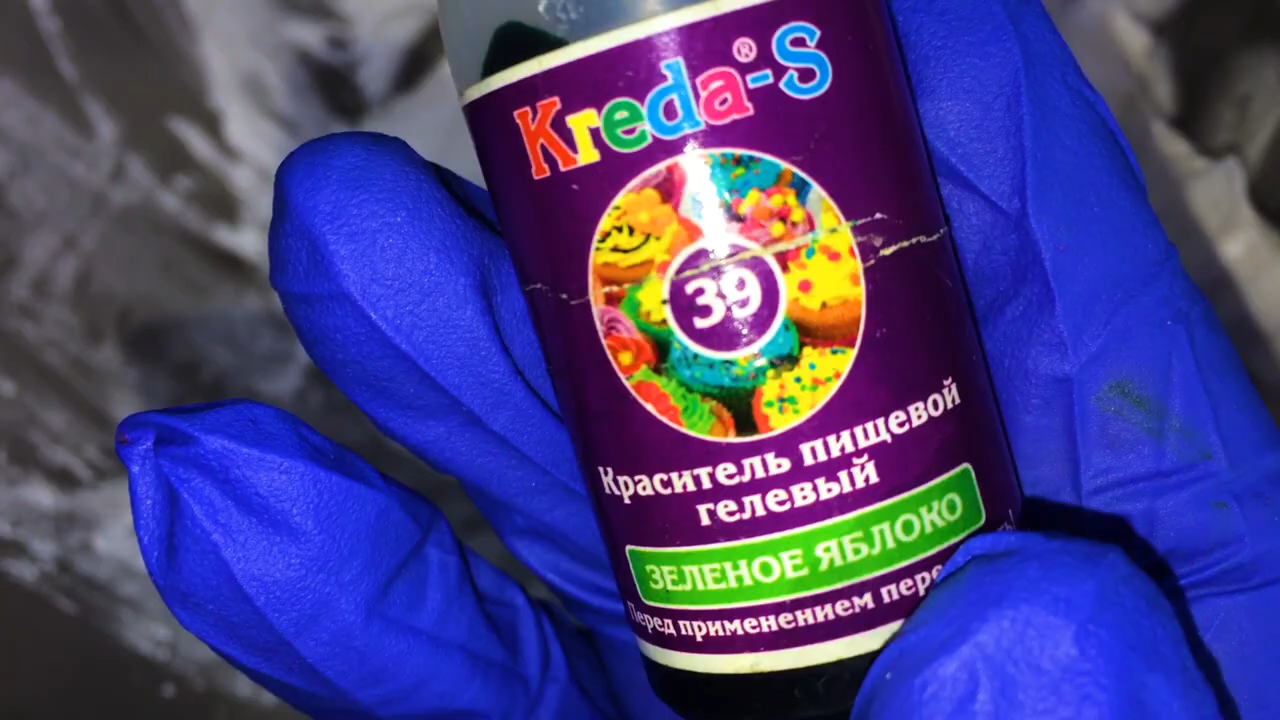 Kreda®-S
39
Краситель пищевой
гелевый
ЗЕЛЕНОЕ ЯБЛОКО
Перед применением